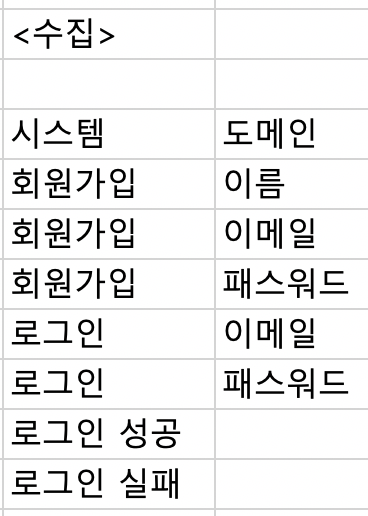 <수집>
시스템 도메인
회원가입 이름
회원가입 이메일
회원가입 패스워드
로그인 이메일
로그인 패스워드
로그인 성공
로그인 실패